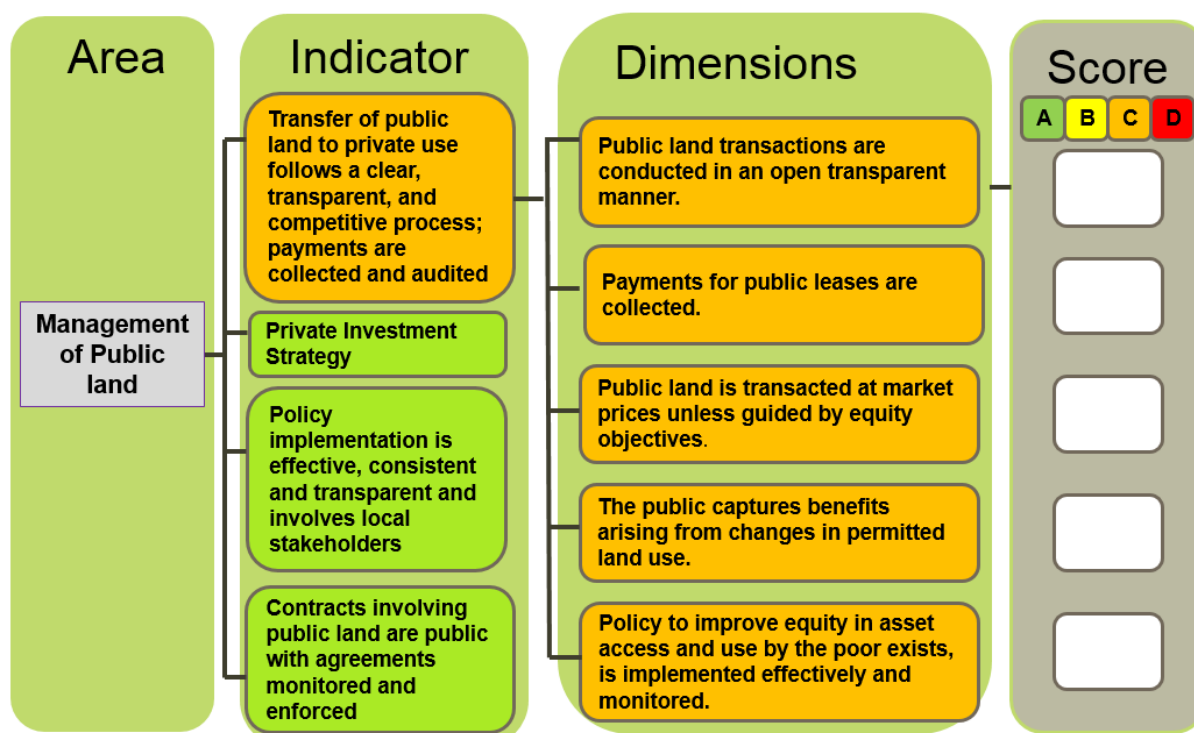 Area
Management
of Public
land
Indicator
Transfer of public
land to private use
follows a clear,
transparent, and
competitive process;
payments are
collected and audited
Private Investment
Strategy
Policy
implementation is
effective, consistent
and transparent and
involves local
stakeholders
Contracts involving
public land are public
with agreements
monitored and
enforced
Dimensions
Public land transactions are
conducted in an open transparent
manner.
Payments for public leases are
collected.
Public land is transacted at market
prices unless guided by equity
objectives.
The public captures benefits
arising from changes in permitted
land use.
Policy to improve equity in asset
access and use by the poor exists,
is implemented effectively and
monitored.
Score
A B C D